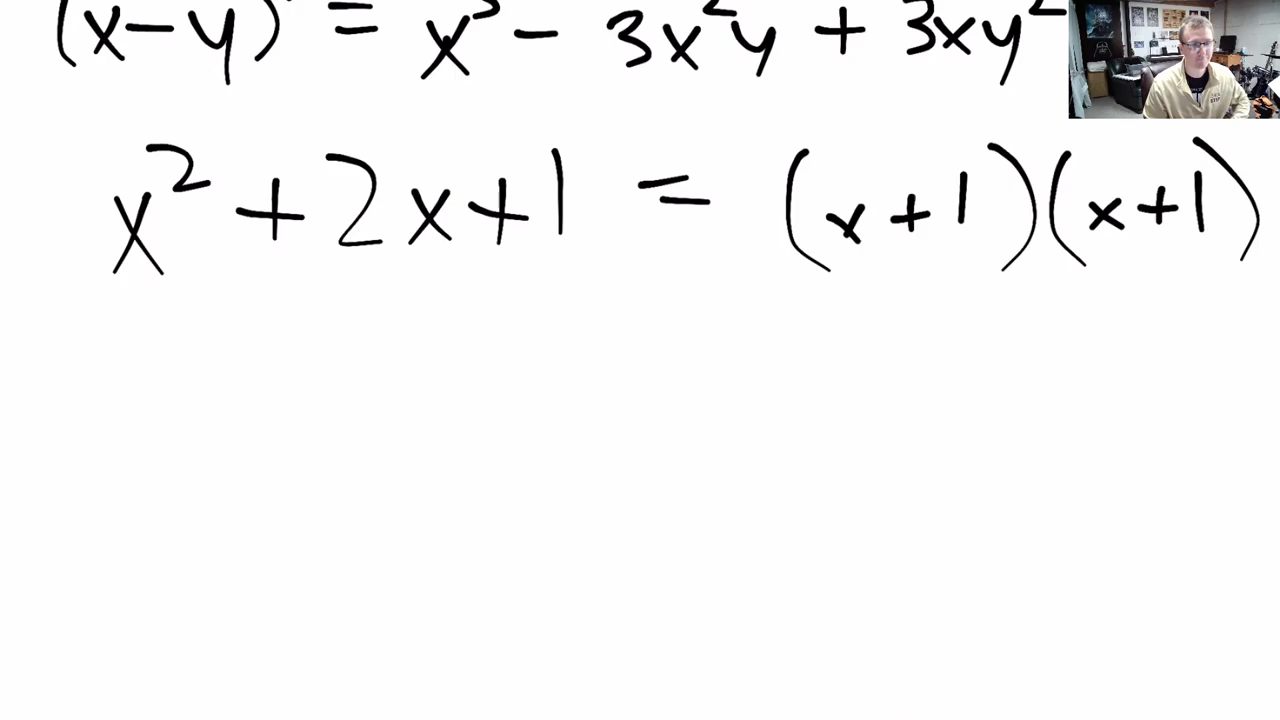 (x-y)³ = x³ - 3x²y + 3xy²
x² + 2x + 1 = (x+1)(x+1)